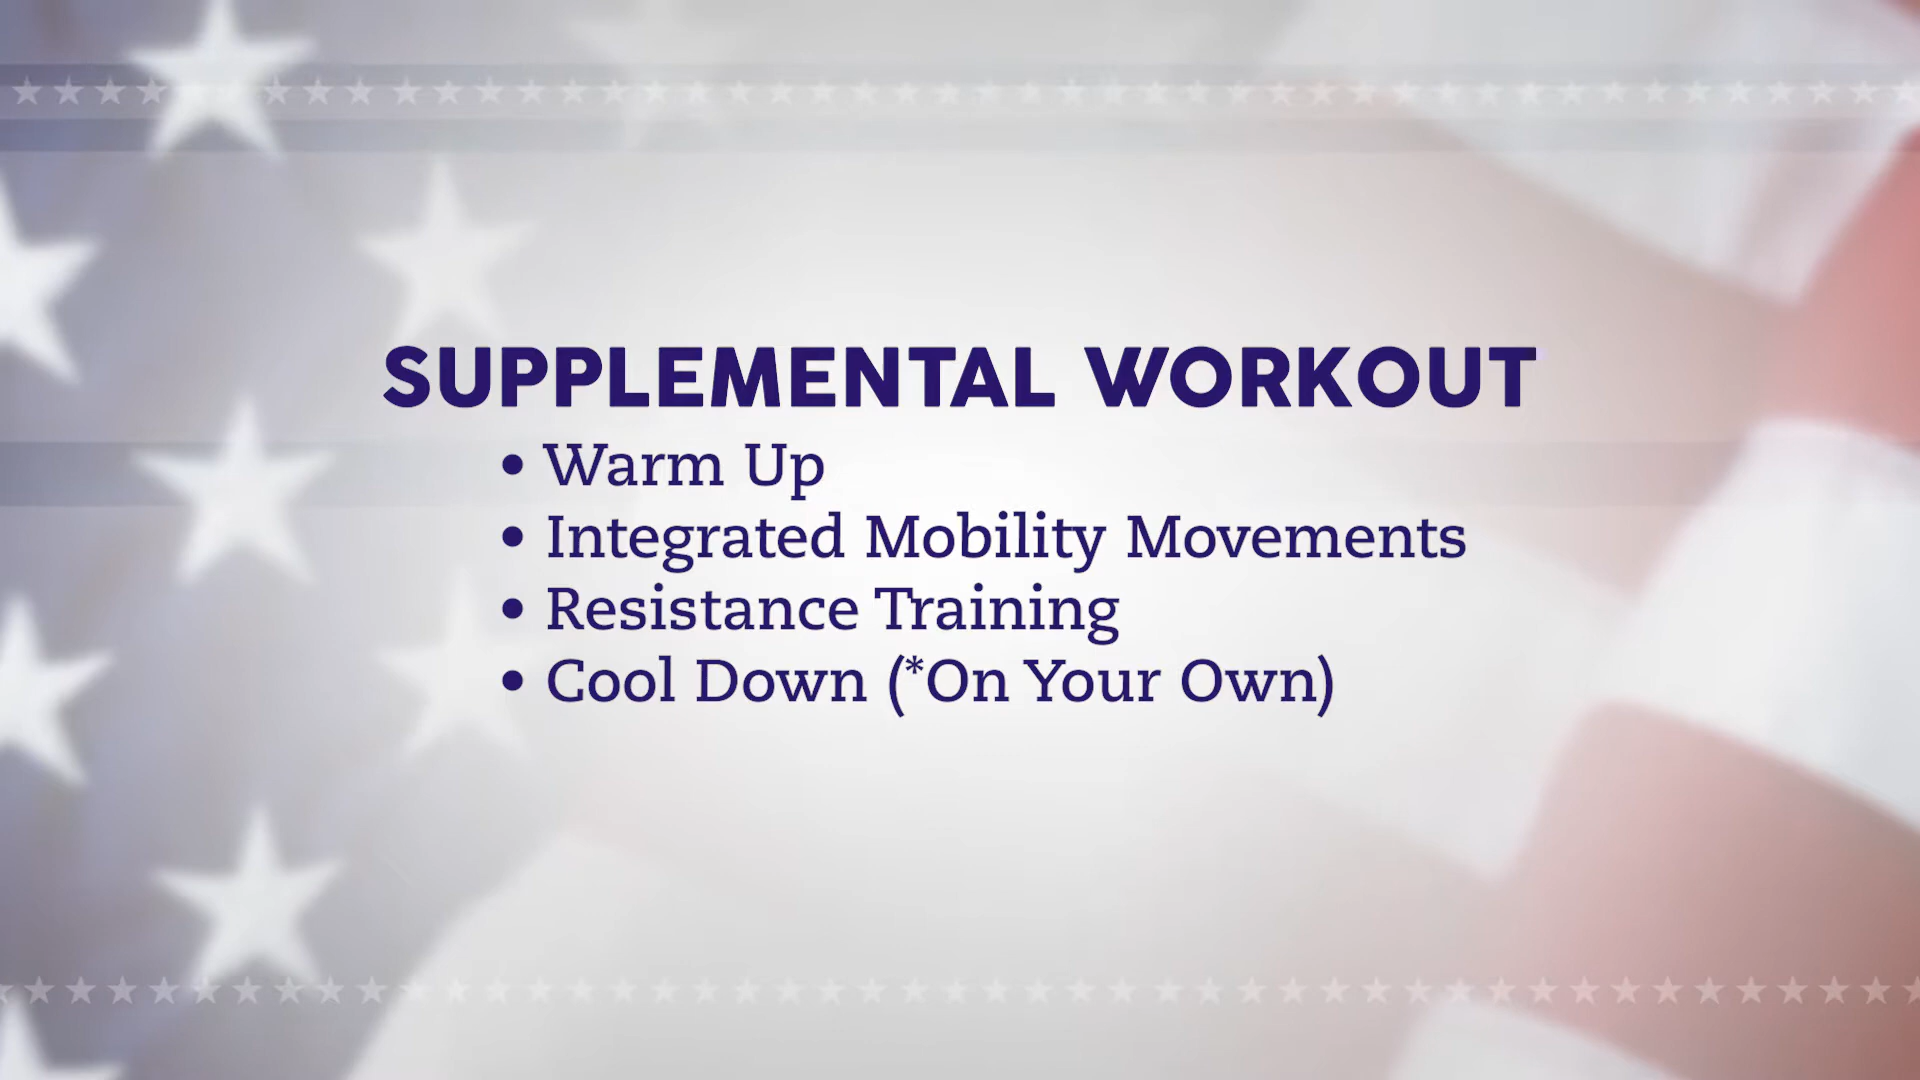 SUPPLEMENTAL WORKOUT
• Warm Up
• Integrated Mobility Movements
• Resistance Training
• Cool Down (*On Your Own)